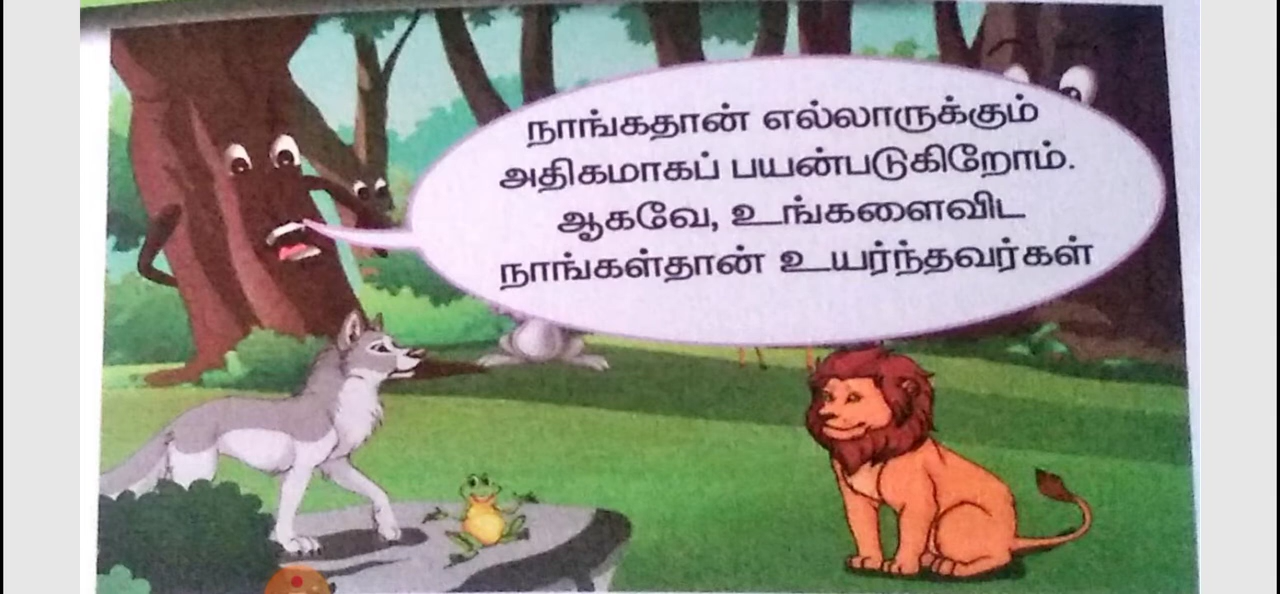 நாங்கதான் எல்லாருக்கும்
அதிகமாகப் பயன்படுகிறோம்.
ஆகவே, உங்களைவிட
நாங்கள்தான் உயர்ந்தவர்கள்